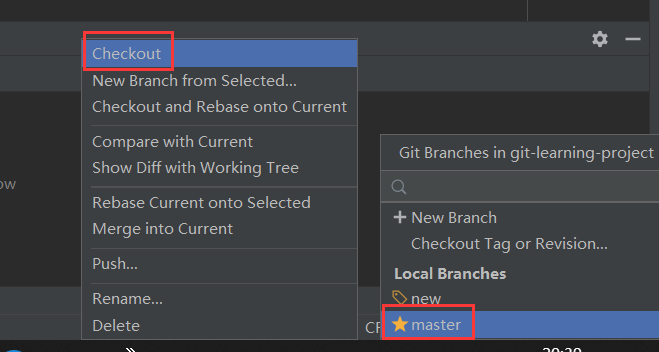 Checkout
New Branch from Selected...
Checkout and Rebase onto Current
Compare with Current
Show Diff with Working Tree
Rebase Current onto Selected
Merge into Current
Push...
Rename...
Delete
Git Branches in git-learning-project
New Branch
Checkout Tag or Revision...
Local Branches
new
master